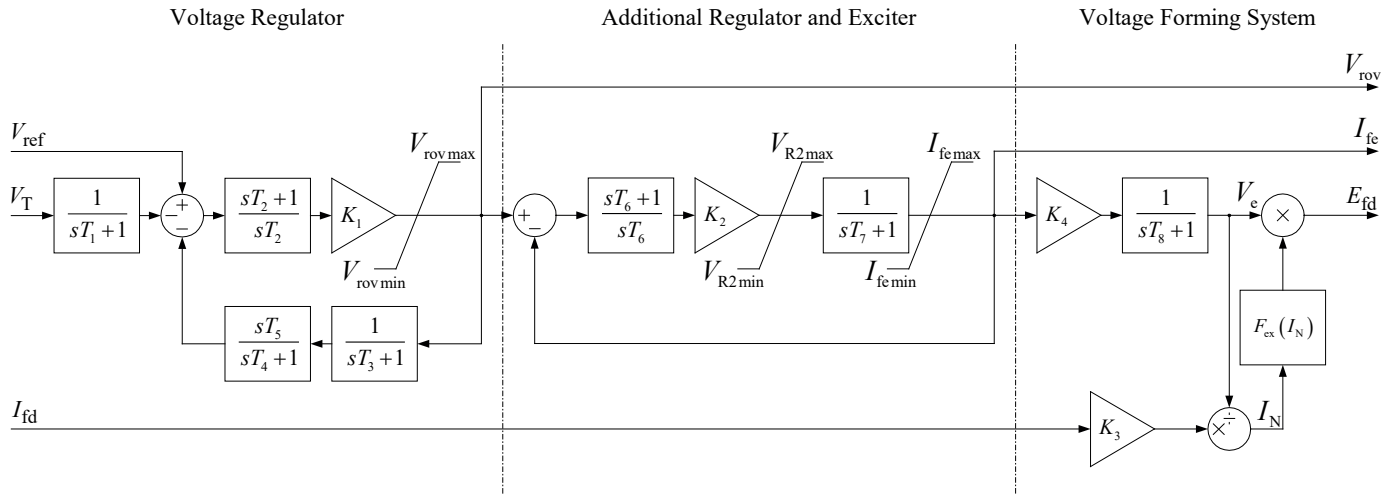 Voltage Regulator
Additional Regulator and Exciter
Voltage Forming System
V_rov
V_ref
V_rov max
V_R2 max
I_fe max
I_fe
V_T
1 / (sT_1 + 1)
+
−
−
(sT_2 + 1) / (sT_2)
K_1
+
−
(sT_6 + 1) / (sT_6)
K_2
1 / (sT_7 + 1)
K_4
1 / (sT_8 + 1)
V_e
×
E_fd
V_rov min
V_R2 min
I_fe min
sT_5 / (sT_4 + 1)
1 / (sT_3 + 1)
F_ex(I_N)
I_fd
K_3
×
÷
I_N